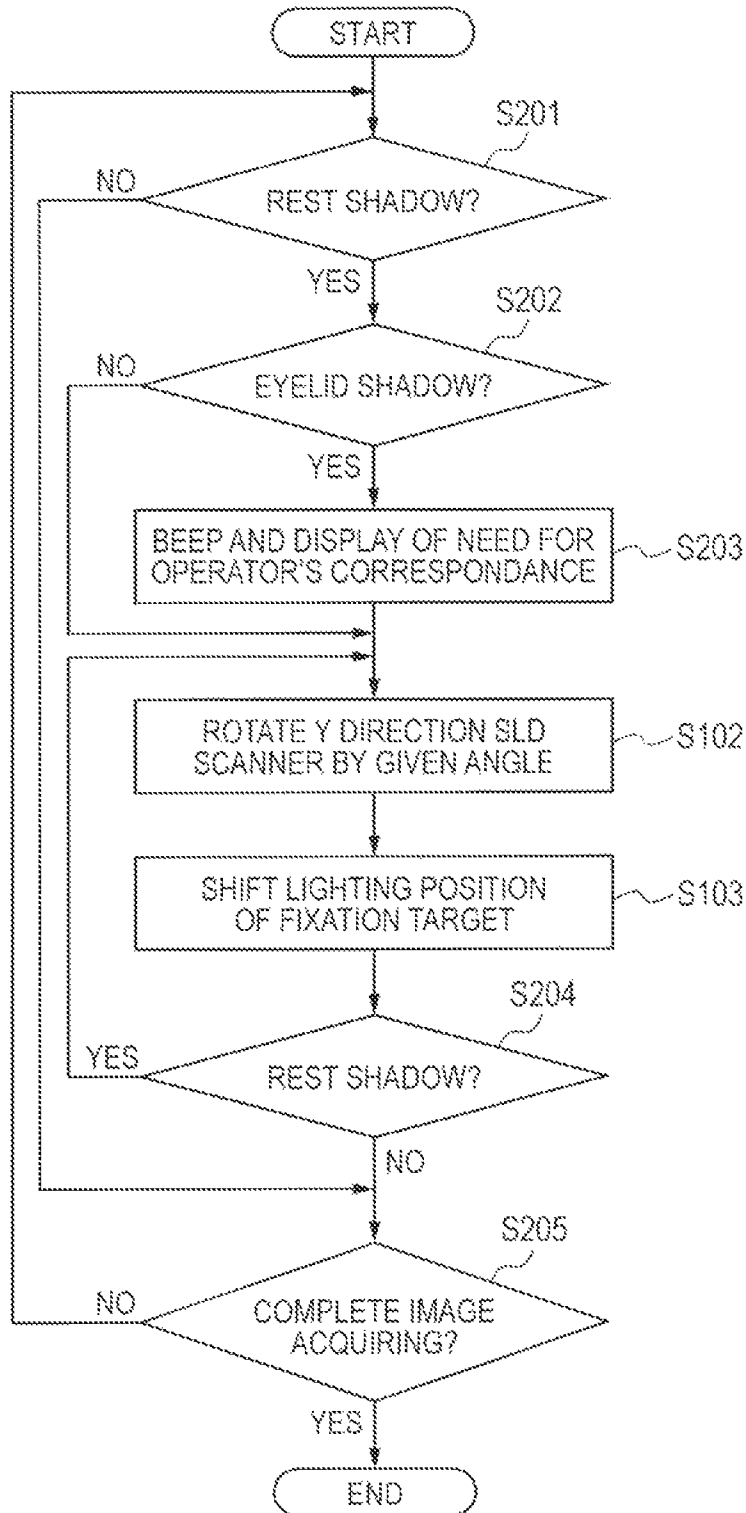 START
S201
NO
REST SHADOW?
YES
S202
NO
EYELID SHADOW?
YES
BEEP AND DISPLAY OF NEED FOR
OPERATOR'S CORRESPONDANCE
S203
ROTATE Y DIRECTION SLD
SCANNER BY GIVEN ANGLE
S102
SHIFT LIGHTING POSITION
OF FIXATION TARGET
S103
S204
YES
REST SHADOW?
NO
S205
NO
COMPLETE IMAGE
ACQUIRING?
YES
END